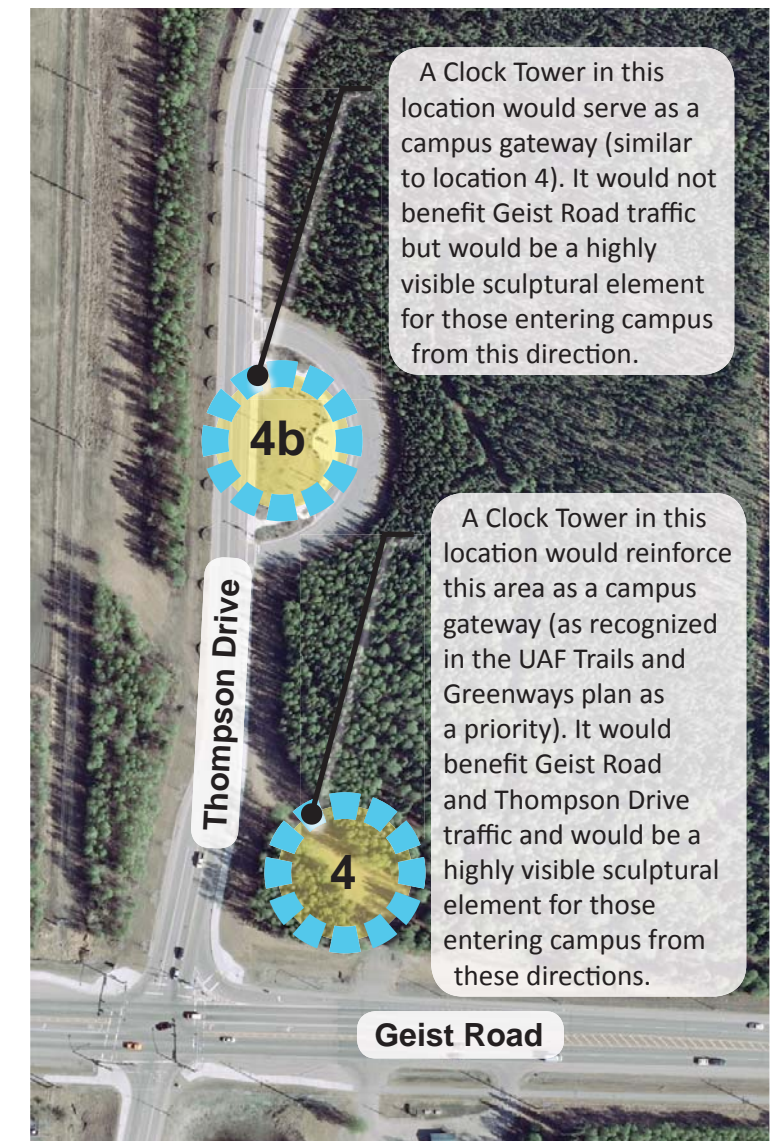 A Clock Tower in this
location would serve as a
campus gateway (similar
to location 4). It would not
benefit Geist Road traffic
but would be a highly
visible sculptural element
for those entering campus
from this direction.
4b
A Clock Tower in this
location would reinforce
this area as a campus
gateway (as recognized
in the UAF Trails and
Greenways plan as
a priority). It would
benefit Geist Road
and Thompson Drive
traffic and would be a
highly visible sculptural
element for those
entering campus from
these directions.
Thompson Drive
4
Geist Road